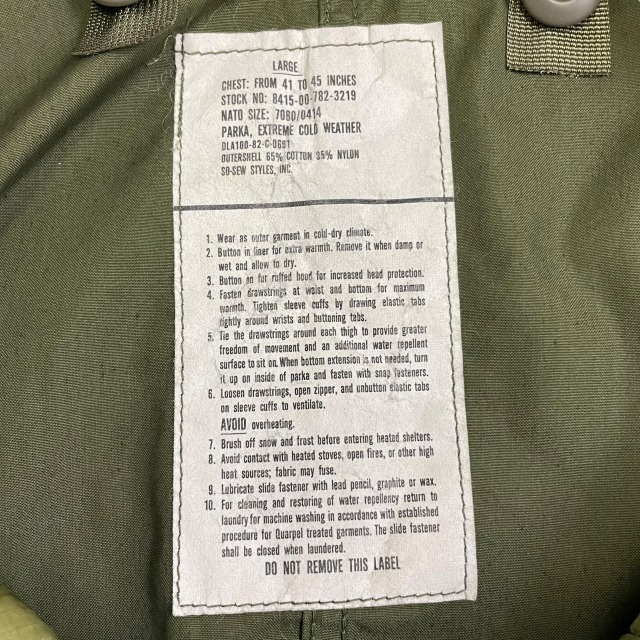 LARGE
CHEST: FROM 41 TO 45 INCHES
STOCK NO: 8415-00-782-3219
NATO SIZE: 7080/0414
PARKA, EXTREME COLD WEATHER
DLA100-82-C-0691
OUTERSHELL 65% COTTON 35% NYLON
SO-SEW STYLES, INC.
1. Wear as outer garment in cold-dry climate.
2. Button in liner for extra warmth. Remove it when damp or
wet and allow to dry.
3. Button on fur ruffed hood for increased head protection.
4. Fasten drawstrings at waist and bottom for maximum
warmth. Tighten sleeve cuffs by drawing elastic tabs
tightly around wrists and buttoning tabs.
5. Tie the drawstrings around each thigh to provide greater
freedom of movement and an additional water repellent
surface to sit on. When bottom extension is not needed, turn
it up on inside of parka and fasten with snap fasteners.
6. Loosen drawstrings, open zipper, and unbutton elastic tabs
on sleeve cuffs to ventilate.
AVOID overheating.
7. Brush off snow and frost before entering heated shelters.
8. Avoid contact with heated stoves, open fires, or other high
heat sources; fabric may fuse.
9. Lubricate slide fastener with lead pencil, graphite or wax.
10. For cleaning and restoring of water repellency return to
laundry for machine washing in accordance with established
procedure for Quarpel treated garments. The slide fastener
shall be closed when laundered.
DO NOT REMOVE THIS LABEL